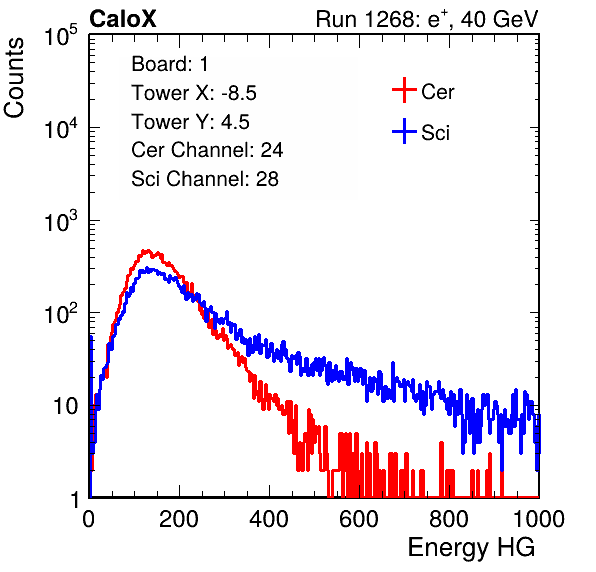 CaloX Run 1268: e⁺, 40 GeV
Counts
Board: 1
Tower X: -8.5
Tower Y: 4.5
Cer Channel: 24
Sci Channel: 28
Cer
Sci
10⁵
10⁴
10³
10²
10
1
0 200 400 600 800 1000
Energy HG